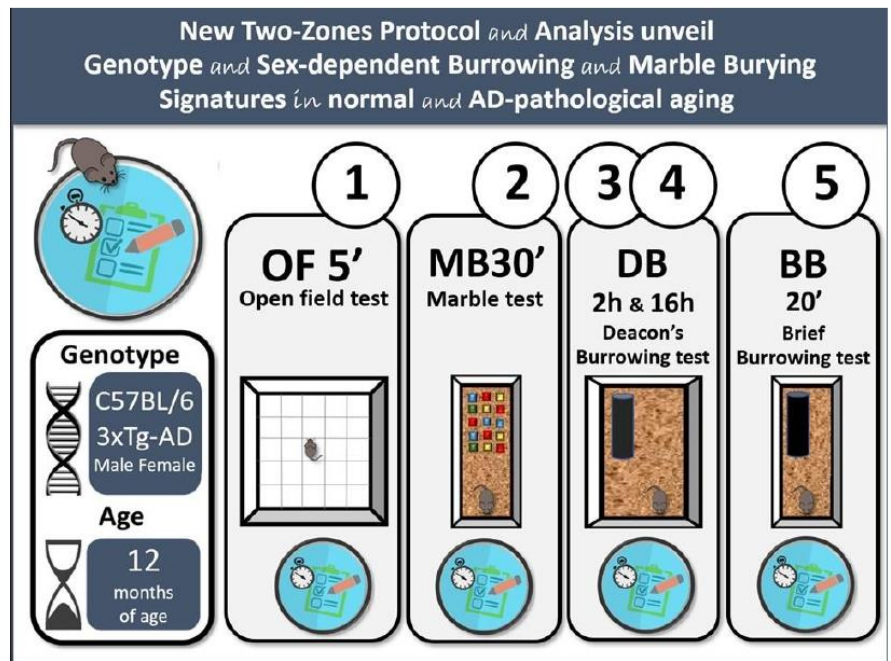 New Two-Zones Protocol and Analysis unveil
Genotype and Sex-dependent Burrowing and Marble Burying
Signatures in normal and AD-pathological aging
Genotype
C57BL/6
3xTg-AD
Male Female
Age
12
months
of age
1
OF 5’
Open field test
2
MB30’
Marble test
3 4
DB
2h & 16h
Deacon’s
Burrowing test
5
BB
20’
Brief
Burrowing test